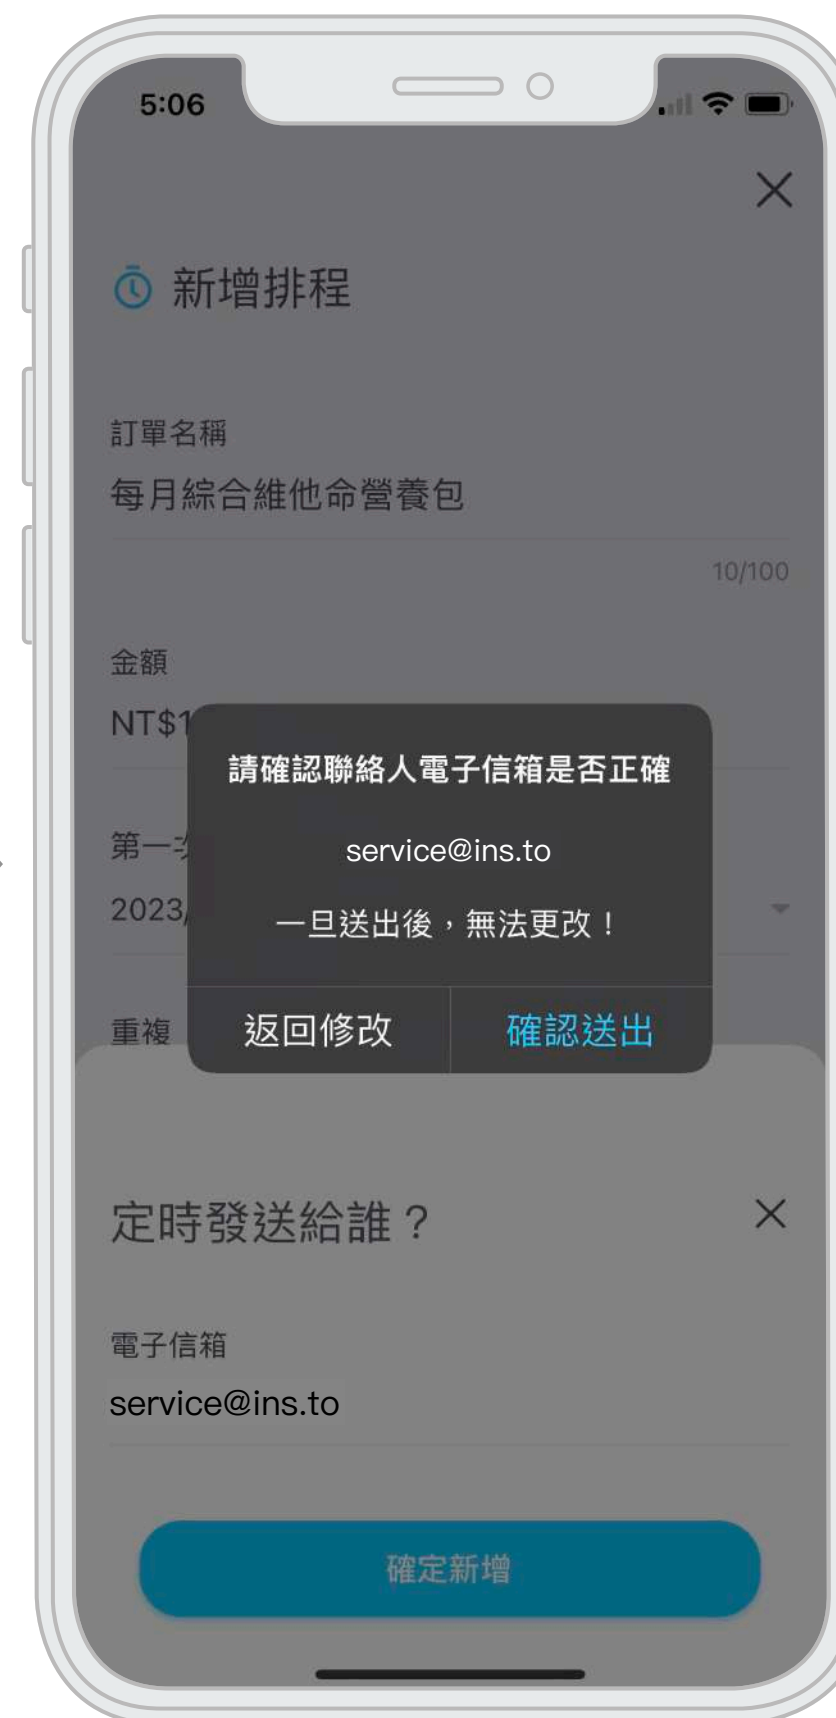 5:06
新增排程
訂單名稱
每月綜合維他命營養包
10/100
金額
NT$1
請確認聯絡人電子信箱是否正確
第一
service@ins.to
2023/
一旦送出後，無法更改！
重複
返回修改
確認送出
定時發送給誰？
電子信箱
service@ins.to
確定新增